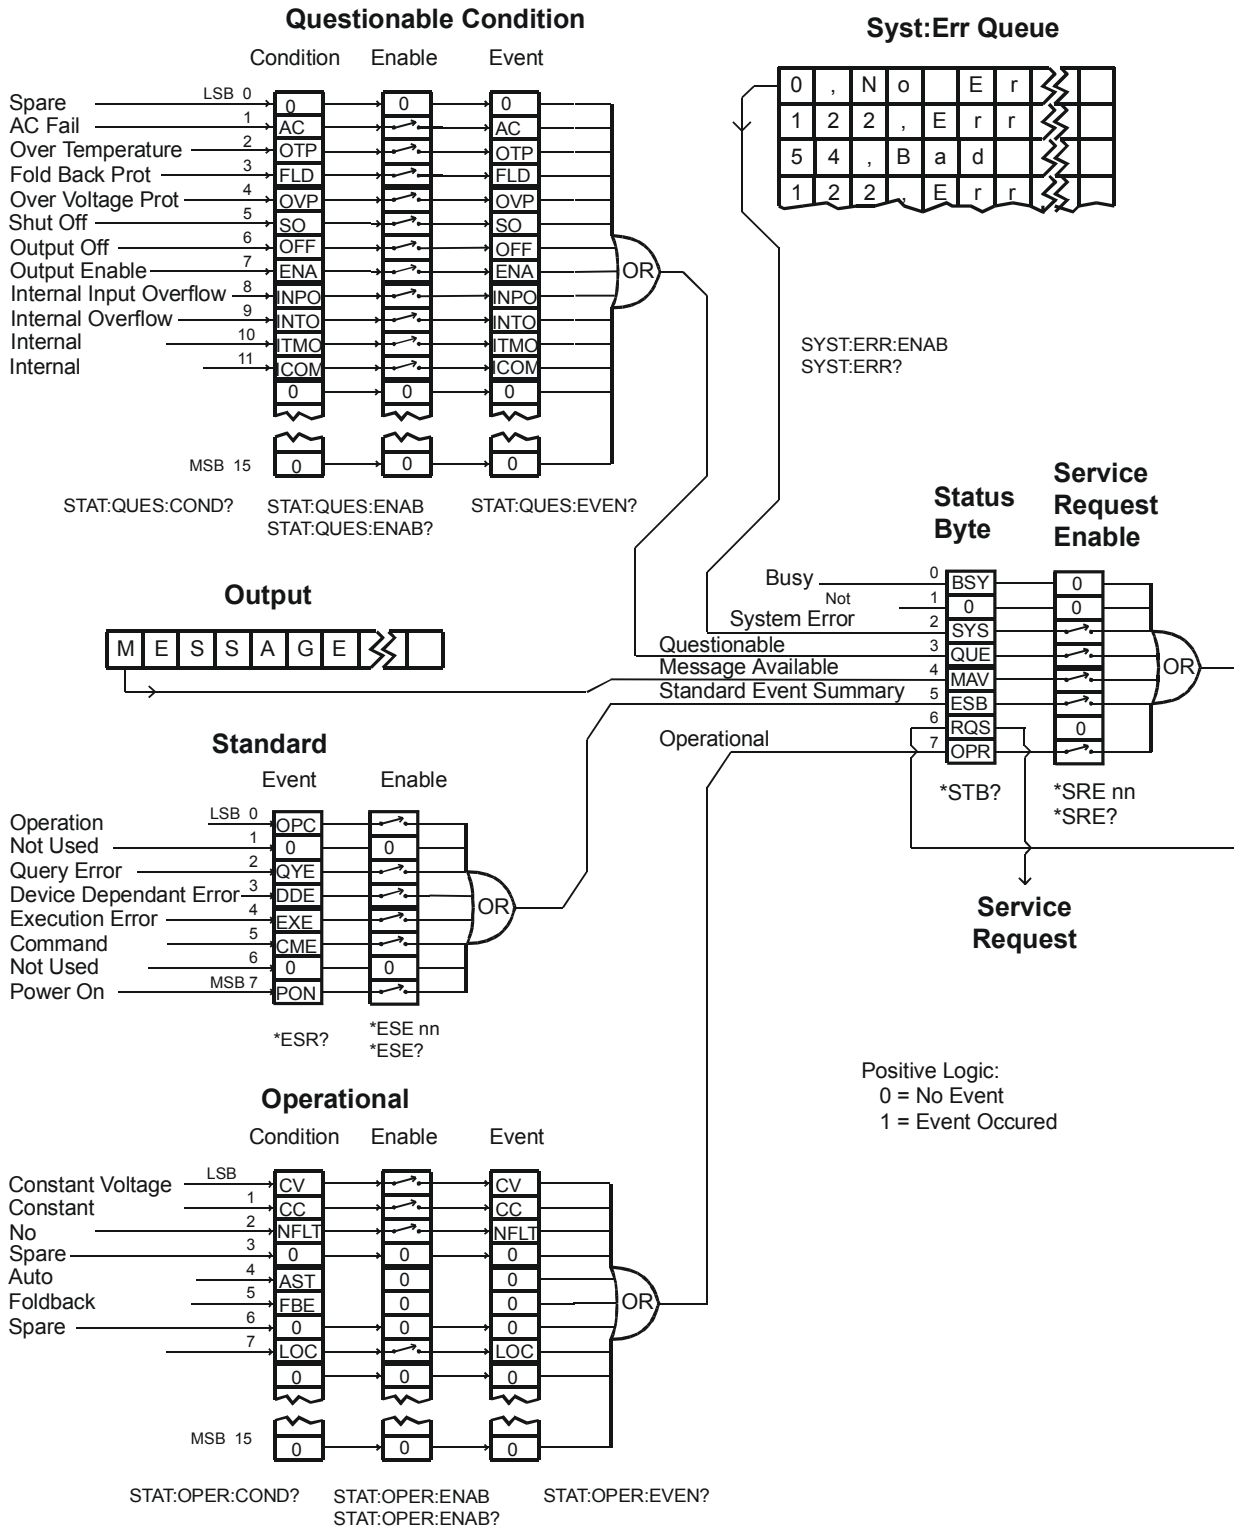 Questionable Condition
Condition Enable Event
Spare LSB 0 0 0 0
AC Fail 1 AC AC
Over Temperature 2 OTP OTP
Fold Back Prot 3 FLD FLD
Over Voltage Prot 4 OVP OVP
Shut Off 5 SO SO
Output Off 6 OFF OFF
Output Enable 7 ENA ENA
Internal Input Overflow 8 INPO INPO
Internal Overflow 9 INTO INTO
Internal 10 ITMO ITMO
Internal 11 ICOM ICOM
0 0 0
MSB 15 0 0 0
OR
STAT:QUES:COND? STAT:QUES:ENAB STAT:QUES:EVEN?
STAT:QUES:ENAB?
Syst:Err Queue
0 , N o E r
1 2 2 , E r r
5 4 , B a d
1 2 2 , E r r
SYST:ERR:ENAB
SYST:ERR?
Output
M E S S A G E
Status Byte
Service Request Enable
Busy 0 BSY 0
Not 1 0 0
System Error 2 SYS
Questionable 3 QUE
Message Available 4 MAV
Standard Event Summary 5 ESB
6 RQS 0
Operational 7 OPR
OR
*STB? *SRE nn
*SRE?
Service
Request
Standard
Event Enable
Operation LSB 0 OPC
Not Used 1 0 0
Query Error 2 QYE
Device Dependant Error 3 DDE
Execution Error 4 EXE
Command 5 CME
Not Used 6 0 0
Power On MSB 7 PON
OR
*ESR? *ESE nn
*ESE?
Positive Logic:
0 = No Event
1 = Event Occured
Operational
Condition Enable Event
Constant Voltage LSB CV CV
Constant 1 CC CC
No 2 NFLT NFLT
Spare 3 0 0 0
Auto 4 AST 0 0
Foldback 5 FBE 0 0
Spare 6 0 0 0
7 LOC LOC
0 0 0
MSB 15 0 0 0
OR
STAT:OPER:COND? STAT:OPER:ENAB STAT:OPER:EVEN?
STAT:OPER:ENAB?